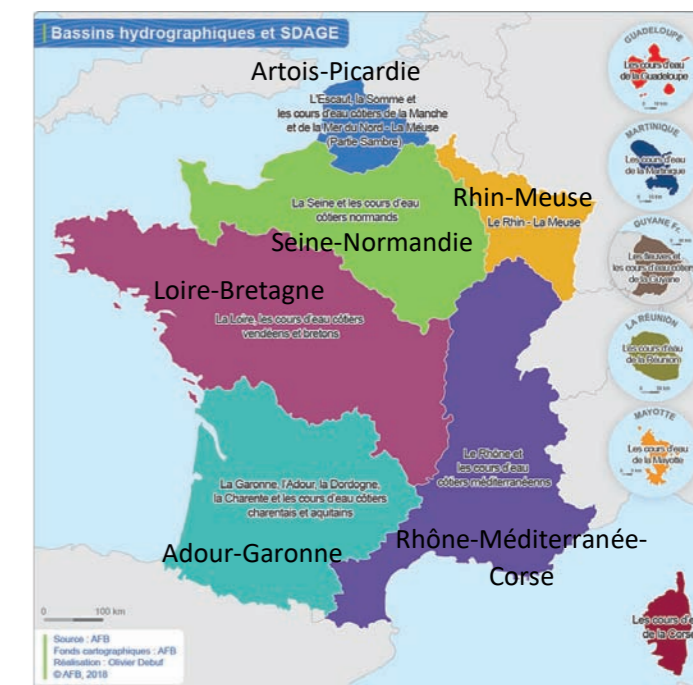 Bassins hydrographiques et SDAGE
Artois-Picardie
L'Escaut, la Somme et
les cours d'eau côtiers de la Manche
et de la Mer du Nord - La Meuse
(Partie Sambre)
Rhin-Meuse
Le Rhin - La Meuse
La Seine et les cours d'eau
côtiers normands
Seine-Normandie
Loire-Bretagne
La Loire, les cours d'eau côtiers
vendéens et bretons
Le Rhône et
les cours d'eau
côtiers méditerranéens
La Garonne, l'Adour, la Dordogne,
la Charente et les cours d'eau côtiers
charentais et aquitains
Adour-Garonne
Rhône-Méditerranée-
Corse
GUADELOUPE
Les cours d'eau
de la Guadeloupe
MARTINIQUE
Les cours d'eau
de la Martinique
GUYANE Fr.
Les fleuves et
les cours d'eau côtiers
de la Guyane
LA RÉUNION
Les cours d'eau
de la Réunion
MAYOTTE
Les cours d'eau
de la Mayotte
Les cours d'e
de la Corse
0 100 km
Source : AFB
Fonds cartographiques : AFB
Réalisation : Olivier Debuf
© AFB, 2018